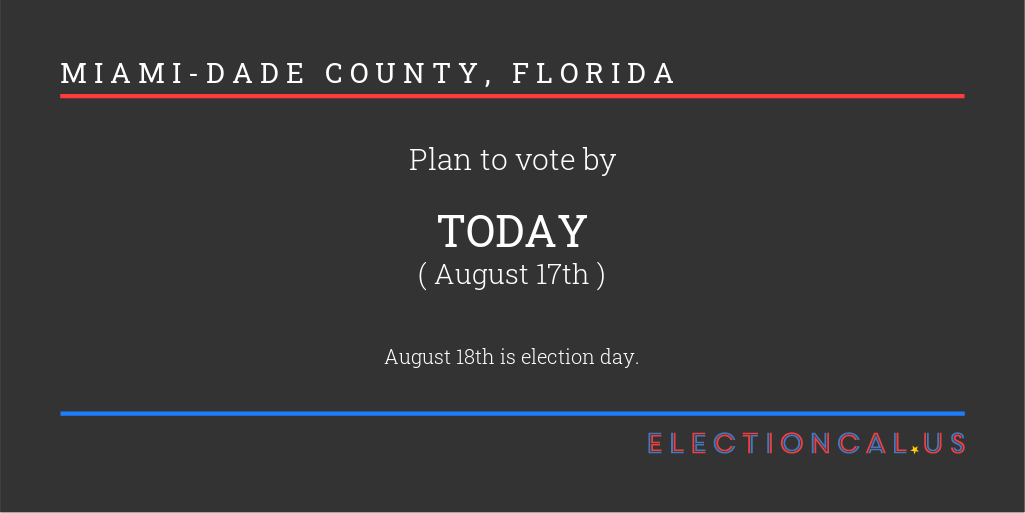 MIAMI-DADE COUNTY, FLORIDA
Plan to vote by
TODAY
( August 17th )
August 18th is election day.
ELECTIONCAL.US